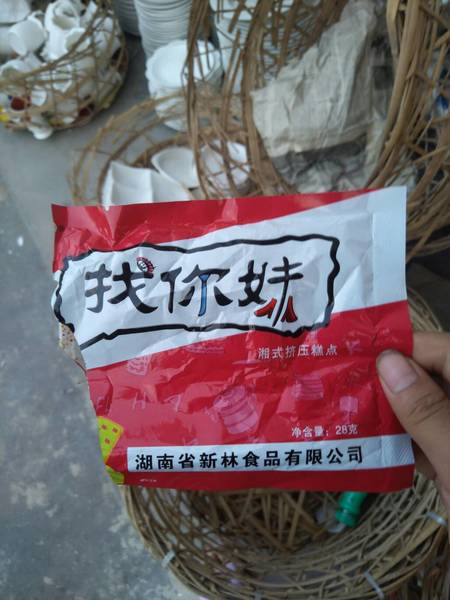 找你妹
湘式挤压糕点
净含量：28克
湖南省新林食品有限公司